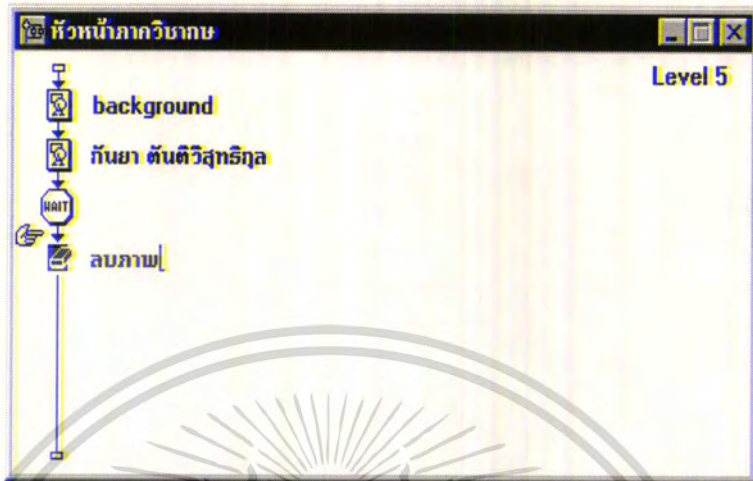 หัวหน้าภาควิชากษ
Level 5
background
กันยา ตันติวิสุทธิกุล
WAIT
ลบภาพ